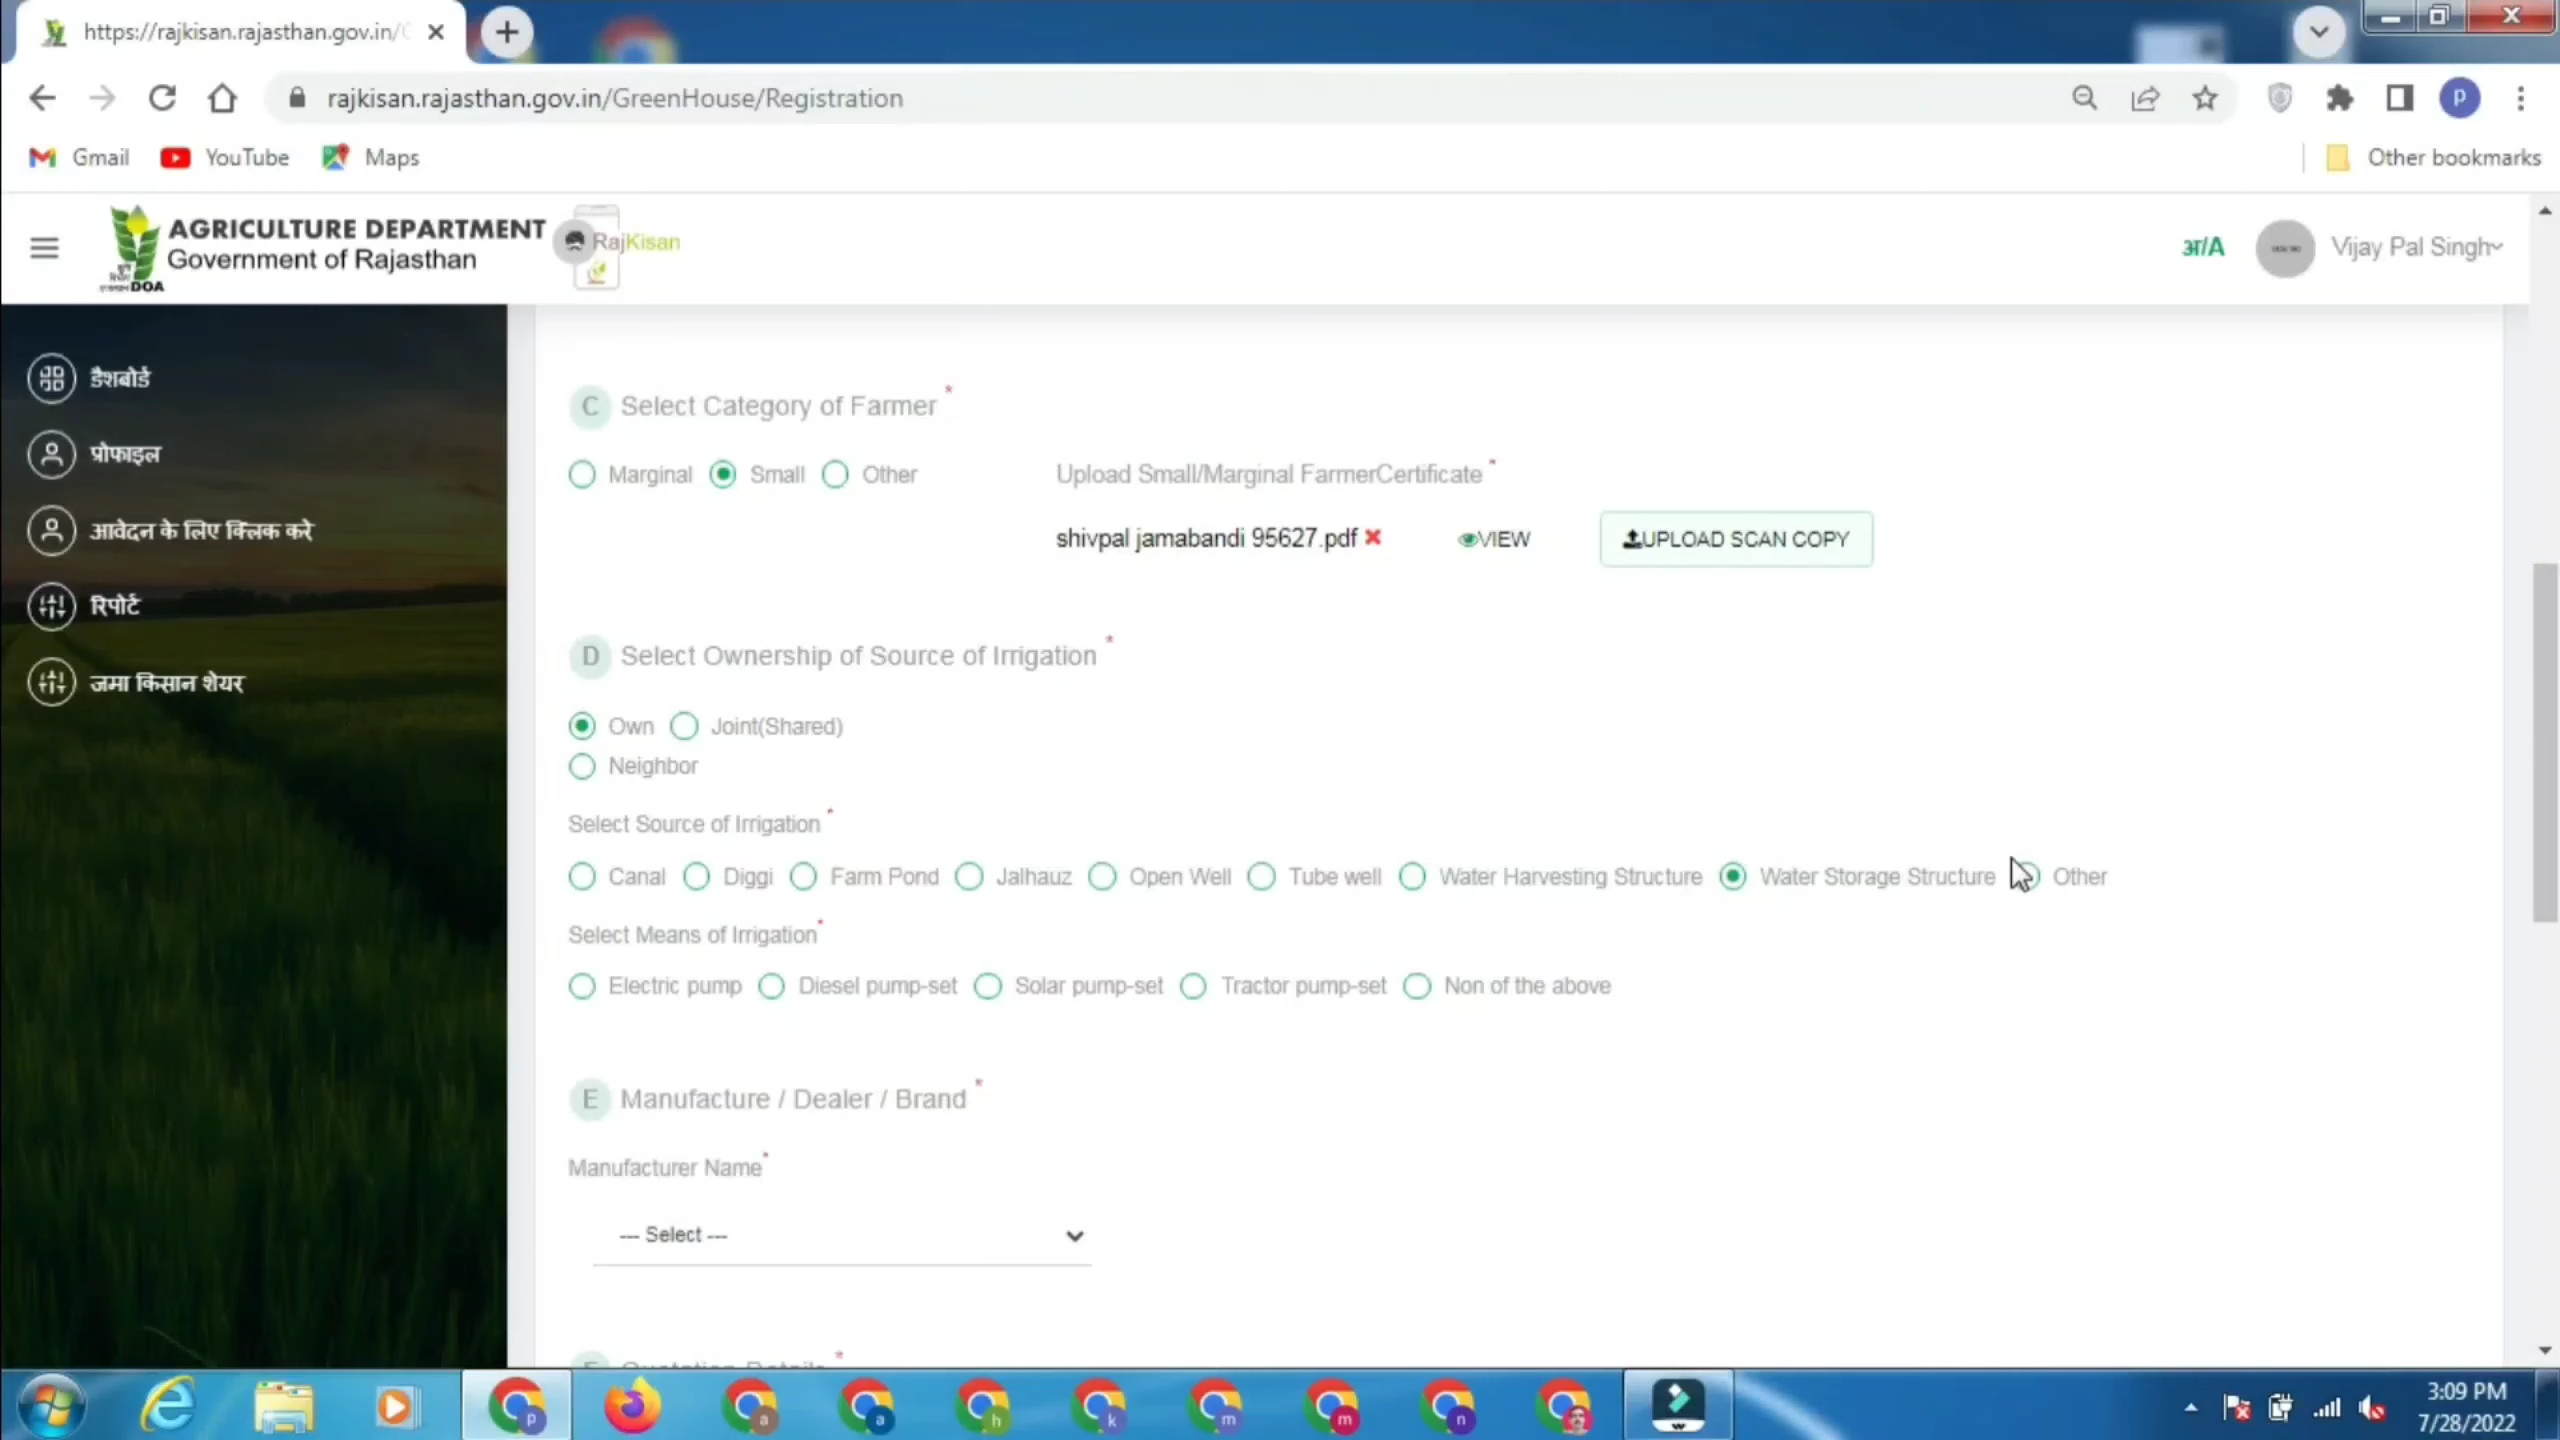 https://rajkisan.rajasthan.gov.in/
rajkisan.rajasthan.gov.in/GreenHouse/Registration
P
Gmail YouTube Maps Other bookmarks
AGRICULTURE DEPARTMENT
Government of Rajasthan
DOA
RajKisan
अ/A Vijay Pal Singh
डैशबोर्ड
प्रोफाइल
आवेदन के लिए क्लिक करे
रिपोर्ट
जमा किसान शेयर
C Select Category of Farmer *
Marginal Small Other Upload Small/Marginal FarmerCertificate *
shivpal jamabandi 95627.pdf VIEW UPLOAD SCAN COPY
D Select Ownership of Source of Irrigation *
Own Joint(Shared)
Neighbor
Select Source of Irrigation *
Canal Diggi Farm Pond Jalhauz Open Well Tube well Water Harvesting Structure Water Storage Structure Other
Select Means of Irrigation *
Electric pump Diesel pump-set Solar pump-set Tractor pump-set Non of the above
E Manufacture / Dealer / Brand *
Manufacturer Name *
--- Select ---
p a a h k m m n
3:09 PM
7/28/2022